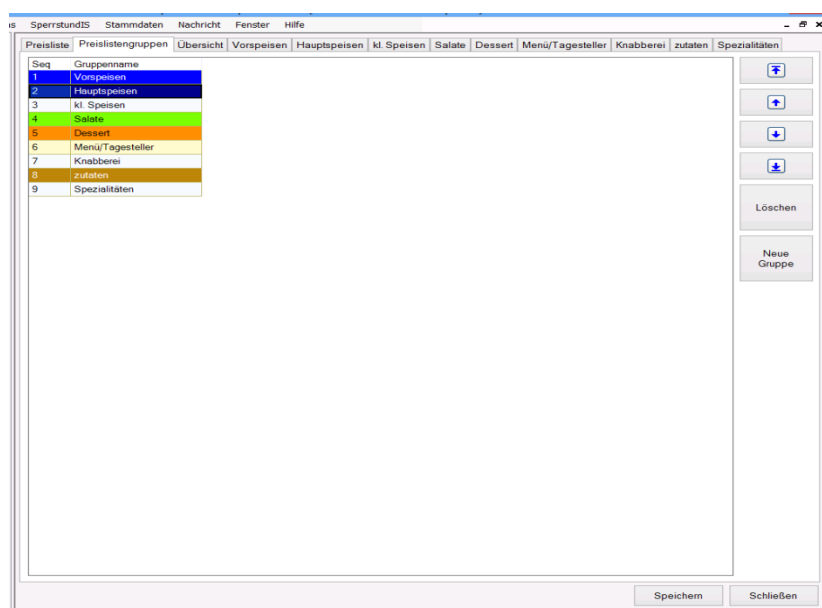 SperrstundIS Stammdaten Nachricht Fenster Hilfe
Preisliste Preislistengruppen Übersicht Vorspeisen Hauptspeisen kl. Speisen Salate Dessert Menü/Tagesteller Knabberei zutaten Spezialitäten
Seq Gruppenname
1 Vorspeisen
2 Hauptspeisen
3 kl. Speisen
4 Salate
5 Dessert
6 Menü/Tagesteller
7 Knabberei
8 zutaten
9 Spezialitäten
Löschen
Neue
Gruppe
Speichern Schließen